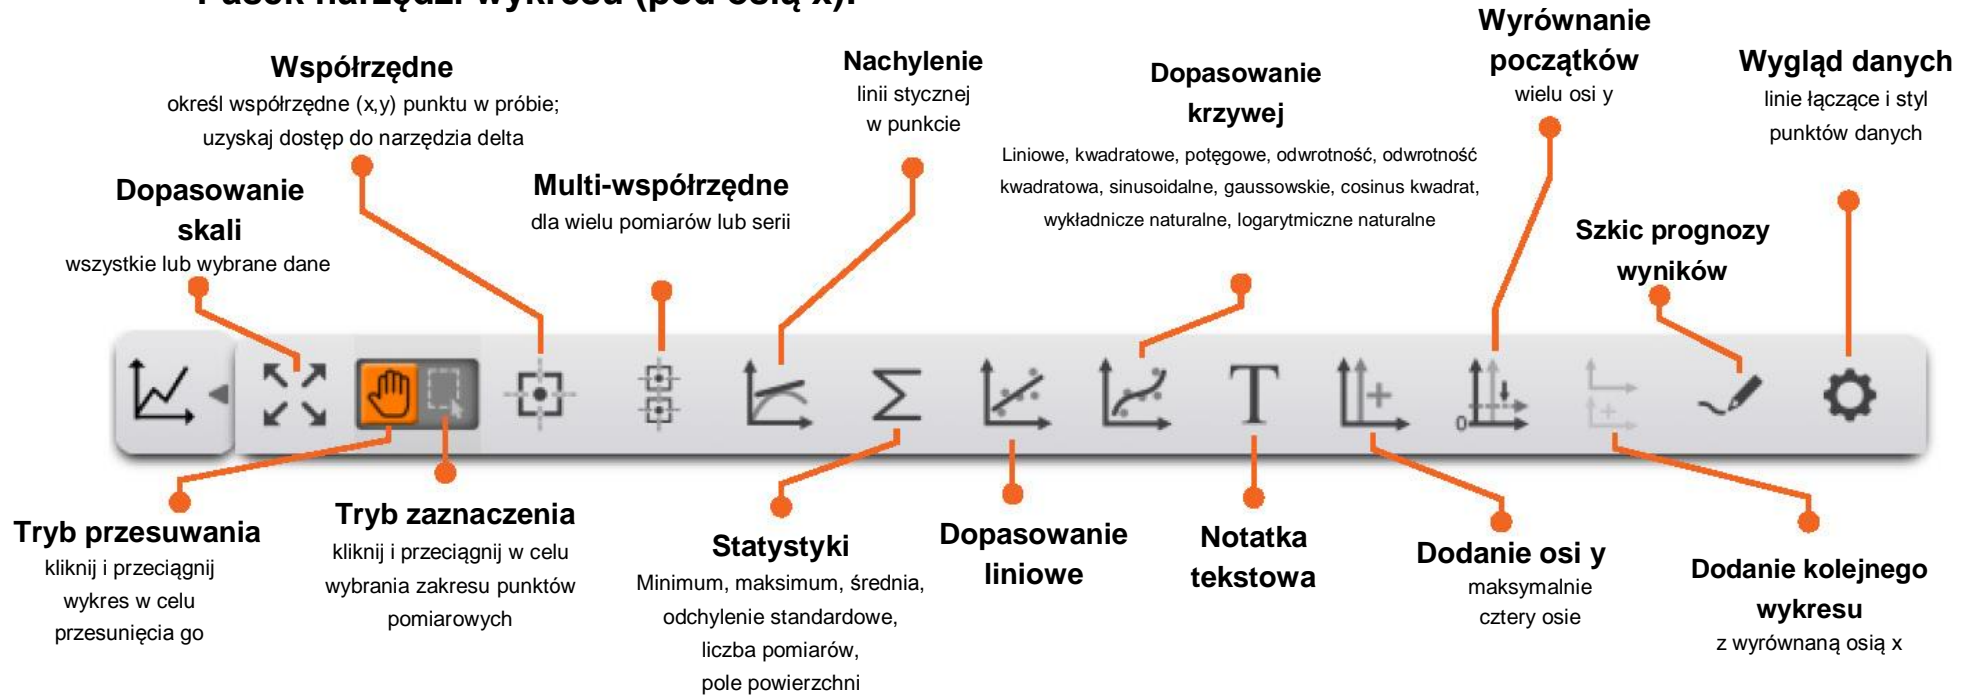 Pasek narzędzi wykresu (pod osią x):
Współrzędne
określ współrzędne (x,y) punktu w próbie;
uzyskaj dostęp do narzędzia delta
Dopasowanie
skali
wszystkie lub wybrane dane
Multi-współrzędne
dla wielu pomiarów lub serii
Nachylenie
linii stycznej
w punkcie
Dopasowanie
krzywej
Liniowe, kwadratowe, potęgowe, odwrotność, odwrotność
kwadratowa, sinusoidalne, gaussowskie, cosinus kwadrat,
wykładnicze naturalne, logarytmiczne naturalne
Wyrównanie
początków
wielu osi y
Szkic prognozy
wyników
Wygląd danych
linie łączące i styl
punktów danych
T
0
Tryb przesuwania
kliknij i przeciągnij
wykres w celu
przesunięcia go
Tryb zaznaczenia
kliknij i przeciągnij w celu
wybrania zakresu punktów
pomiarowych
Statystyki
Minimum, maksimum, średnia,
odchylenie standardowe,
liczba pomiarów,
pole powierzchni
Dopasowanie
liniowe
Notatka
tekstowa
Dodanie osi y
maksymalnie
cztery osie
Dodanie kolejnego
wykresu
z wyrównaną osią x